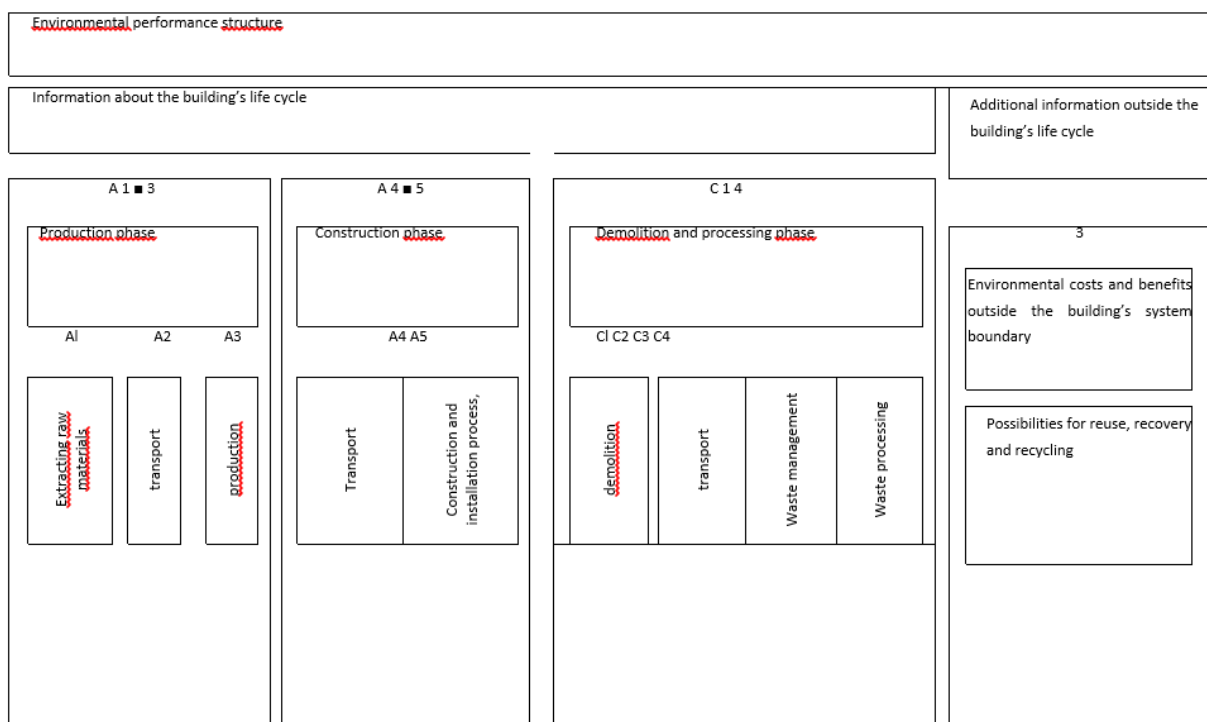 Environmental performance structure
Information about the building’s life cycle
Additional information outside the
building’s life cycle
A 1 ■ 3
A 4 ■ 5
C 1 4
Production phase
Construction phase
Demolition and processing phase
3
Environmental costs and benefits
outside the building’s system
boundary
Al
A2
A3
A4 A5
Cl C2 C3 C4
Extracting raw
materials
transport
production
Transport
Construction and
installation process,
demolition
transport
Waste management
Waste processing
Possibilities for reuse, recovery
and recycling